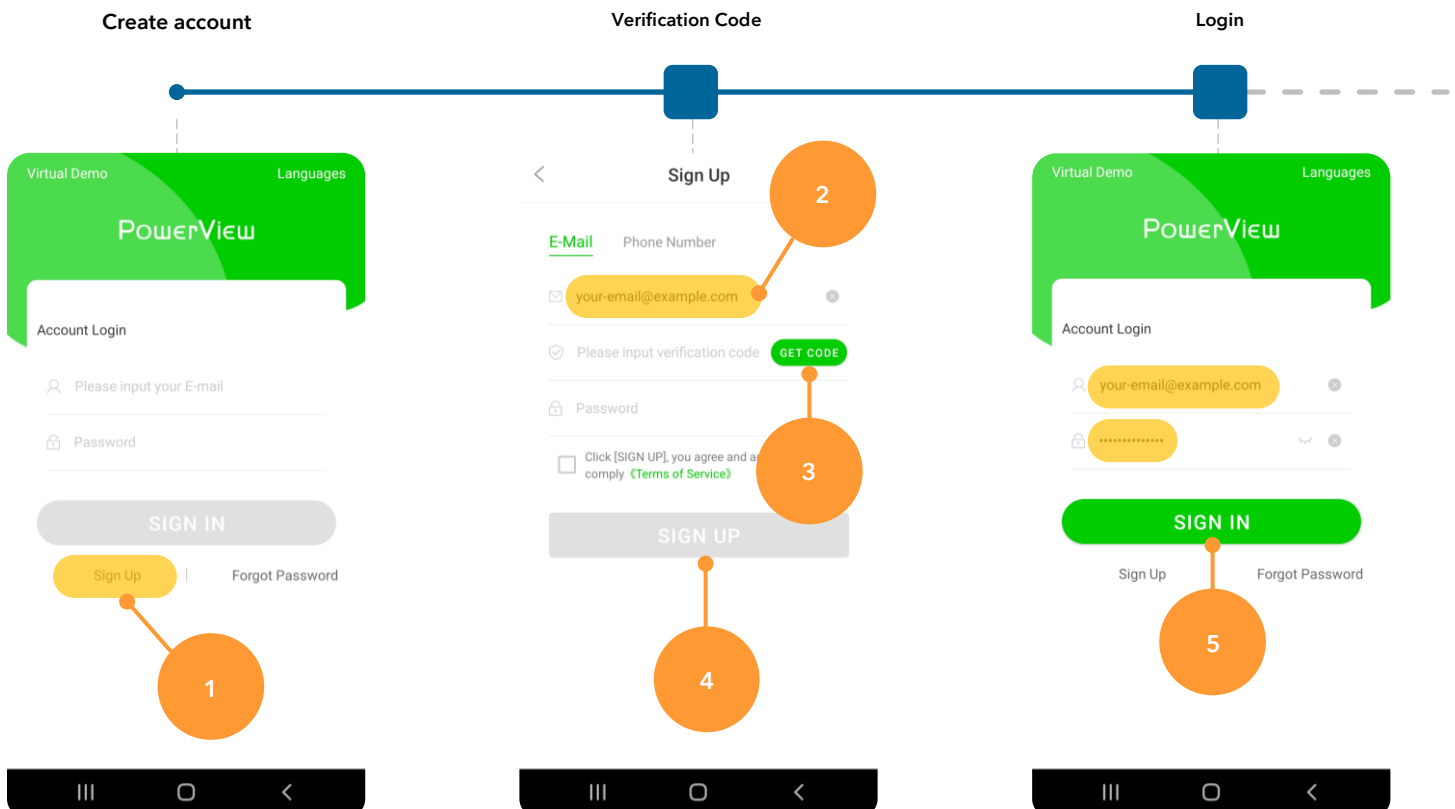 Create account
Verification Code
Login
Virtual Demo
Languages
PowerView
Account Login
Please input your E-mail
Password
SIGN IN
Sign Up
Forgot Password
1
Sign Up
2
E-Mail
Phone Number
your-email@example.com
Please input verification code
GET CODE
Password
Click [SIGN UP], you agree and
comply 《Terms of Service》
3
SIGN UP
4
Virtual Demo
Languages
PowerView
Account Login
your-email@example.com
••••••••••••••
SIGN IN
Sign Up
Forgot Password
5